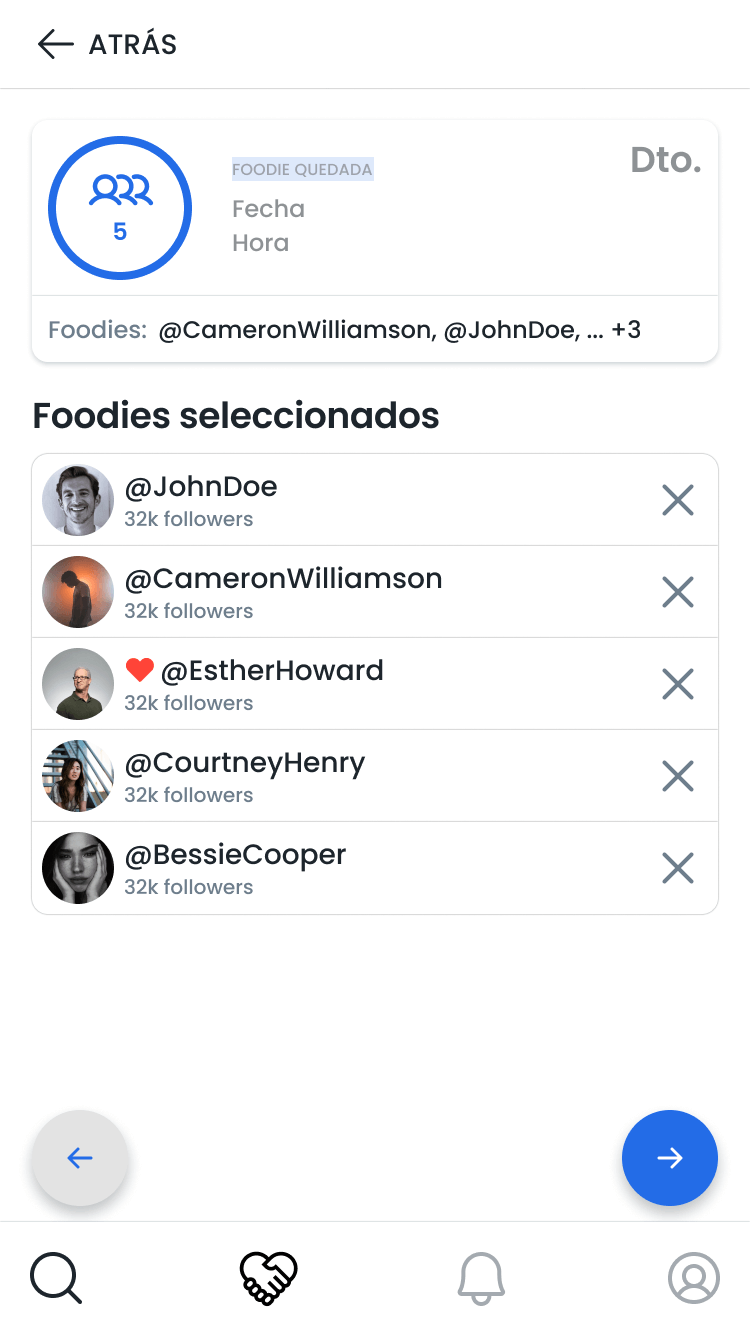 ATRÁS
FOODIE QUEDADA
Dto.
5
Fecha
Hora
Foodies: @CameronWilliamson, @JohnDoe, ... +3
Foodies seleccionados
@JohnDoe
32k followers
@CameronWilliamson
32k followers
@EstherHoward
32k followers
@CourtneyHenry
32k followers
@BessieCooper
32k followers